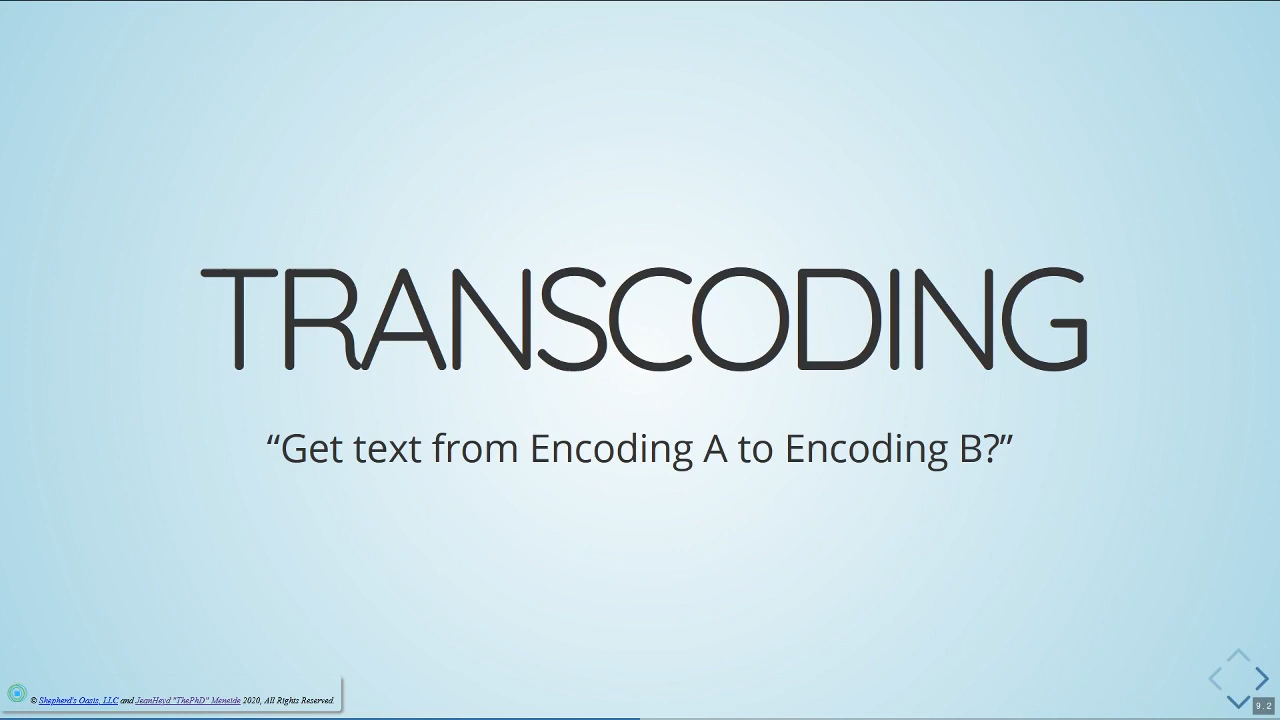 TRANSCODING
“Get text from Encoding A to Encoding B?”
© Shepherd's Oasis, LLC and JeanHeyd "ThePhD" Meneide 2020, All Rights Reserved.
9.2